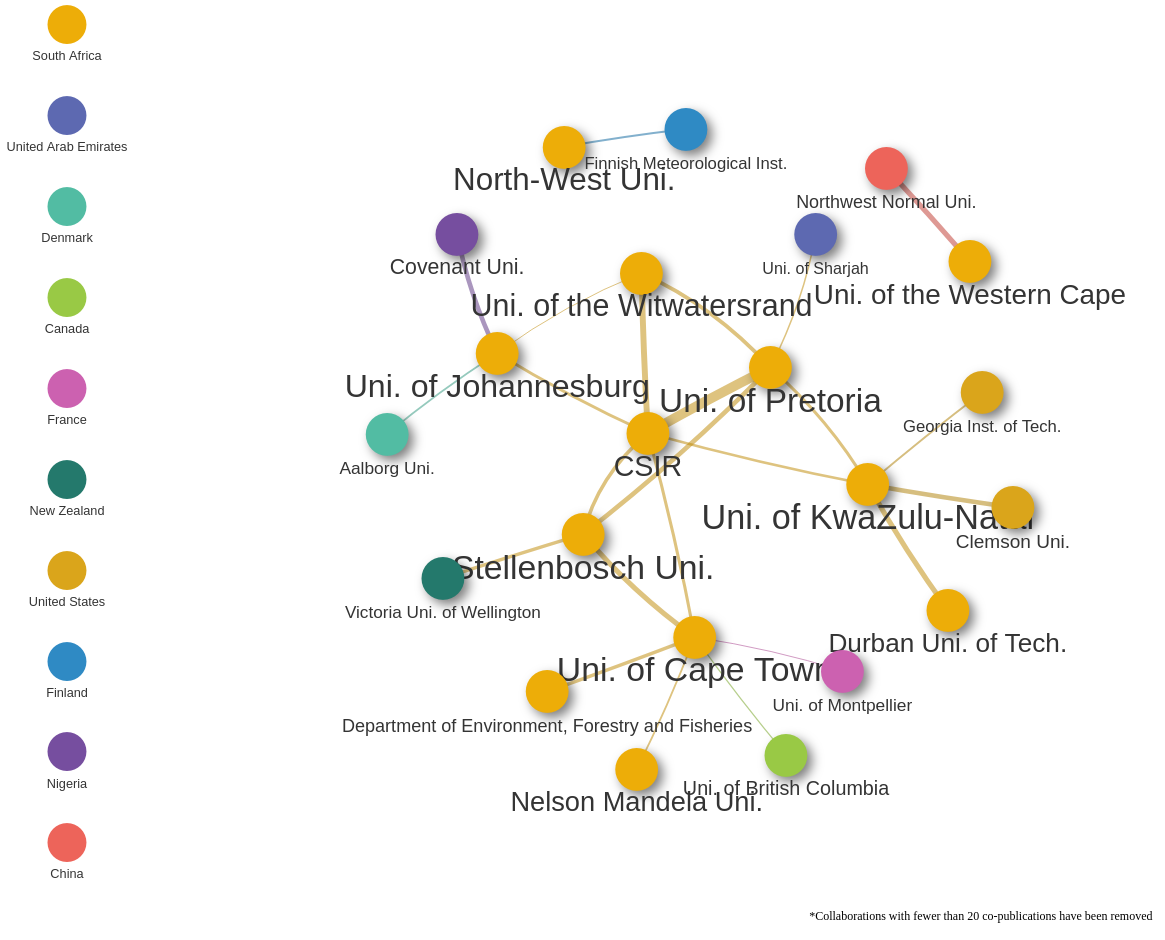 South Africa
United Arab Emirates
Denmark
Canada
France
New Zealand
United States
Finland
Nigeria
China
Finnish Meteorological Inst.
North-West Uni.
Northwest Normal Uni.
Covenant Uni.
Uni. of Sharjah
Uni. of the Western Cape
Uni. of the Witwatersrand
Uni. of Johannesburg
Uni. of Pretoria
Georgia Inst. of Tech.
Aalborg Uni.
CSIR
Uni. of KwaZulu-Natal
Clemson Uni.
Stellenbosch Uni.
Victoria Uni. of Wellington
Durban Uni. of Tech.
Uni. of Cape Town
Uni. of Montpellier
Department of Environment, Forestry and Fisheries
Uni. of British Columbia
Nelson Mandela Uni.
*Collaborations with fewer than 20 co-publications have been removed